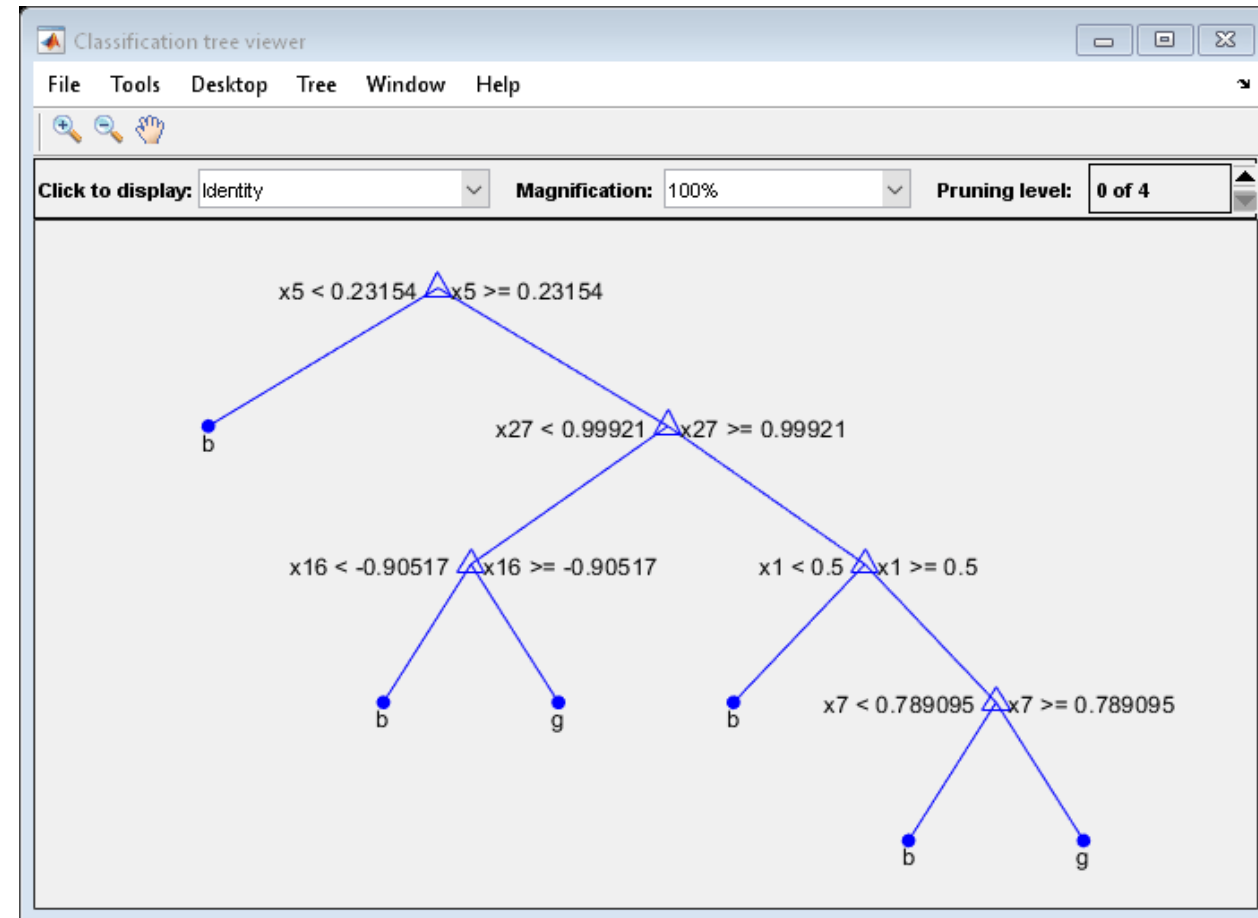 Classification tree viewer
File Tools Desktop Tree Window Help
Click to display: Identity Magnification: 100% Pruning level: 0 of 4
x5 < 0.23154 x5 >= 0.23154
b x27 < 0.99921 x27 >= 0.99921
x16 < -0.90517 x16 >= -0.90517 x1 < 0.5 x1 >= 0.5
b g b x7 < 0.789095 x7 >= 0.789095
b g